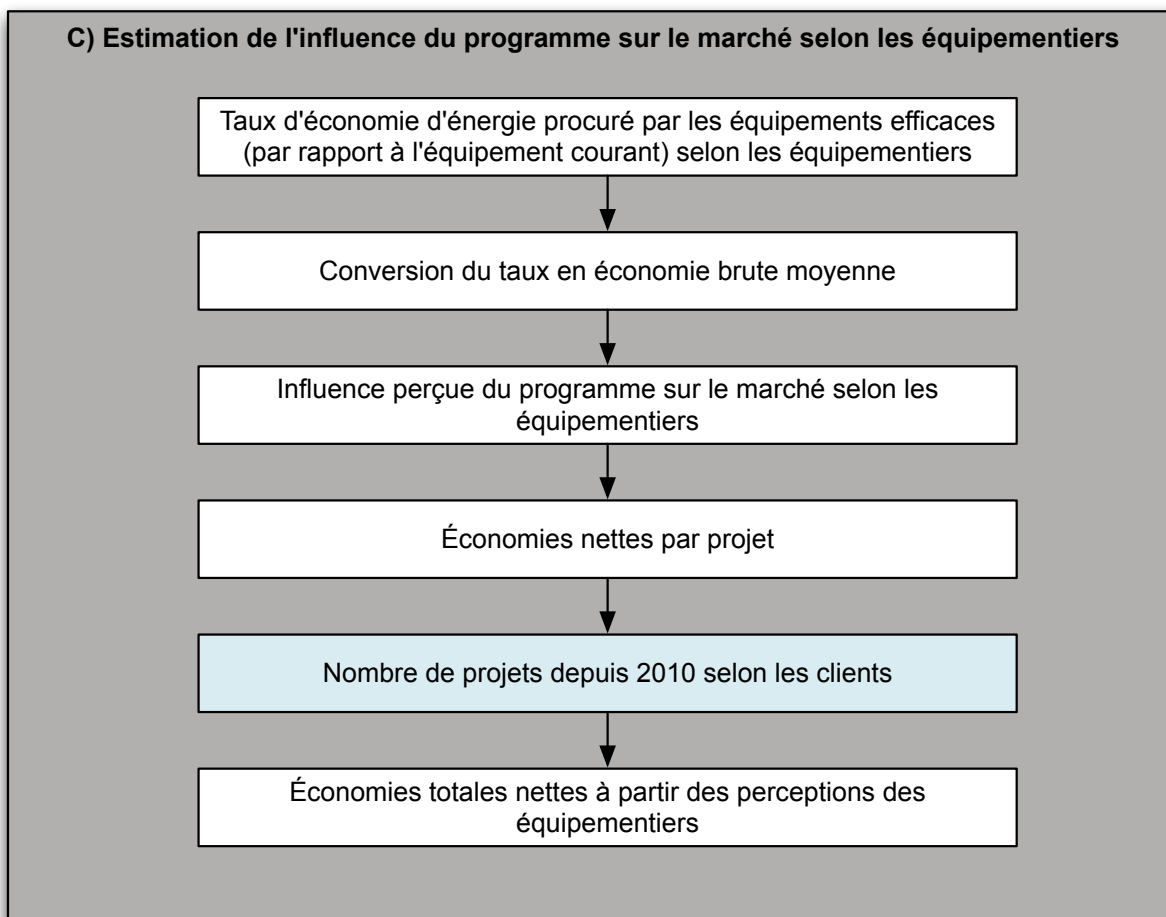 C) Estimation de l'influence du programme sur le marché selon les équipementiers
Taux d'économie d'énergie procuré par les équipements efficaces
(par rapport à l'équipement courant) selon les équipementiers
Conversion du taux en économie brute moyenne
Influence perçue du programme sur le marché selon les
équipementiers
Économies nettes par projet
Nombre de projets depuis 2010 selon les clients
Économies totales nettes à partir des perceptions des
équipementiers